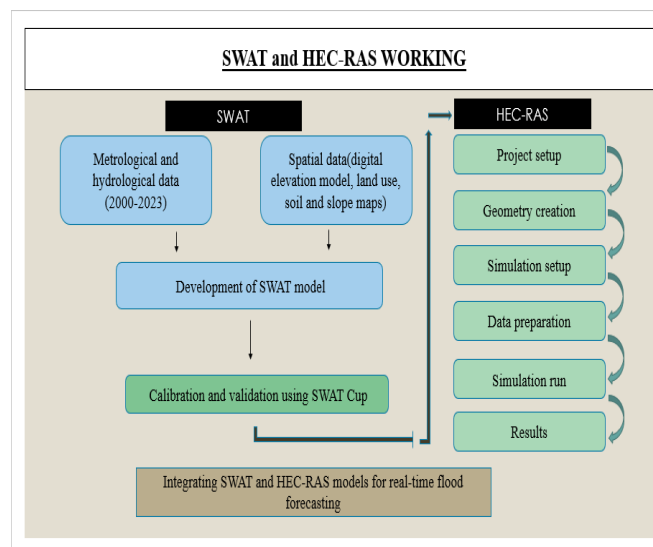 SWAT and HEC-RAS WORKING
SWAT
Metrological and
hydrological data
(2000-2023)
Spatial data(digital
elevation model, land use,
soil and slope maps)
Development of SWAT model
Calibration and validation using SWAT Cup
Integrating SWAT and HEC-RAS models for real-time flood
forecasting
HEC-RAS
Project setup
Geometry creation
Simulation setup
Data preparation
Simulation run
Results